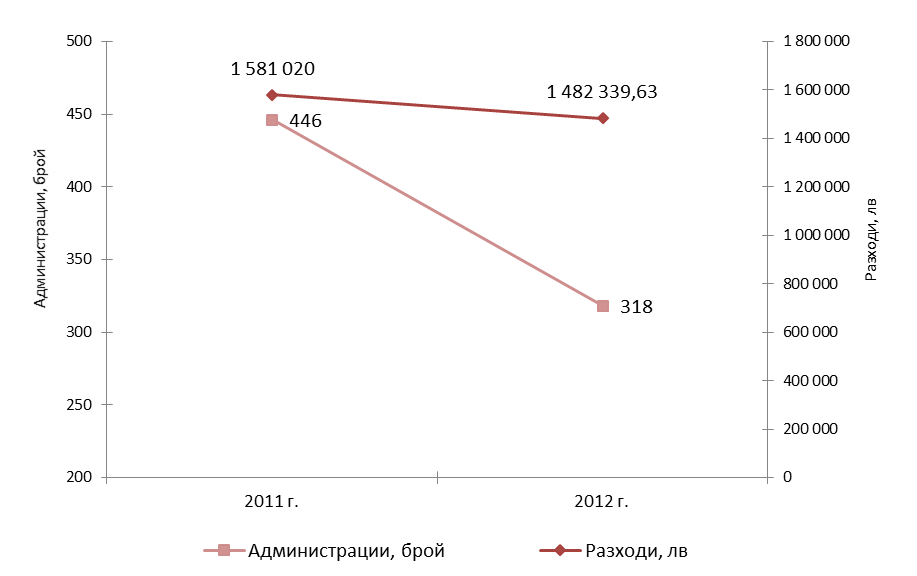 500
450
400
350
300
250
200
Администрации, брой
1 581 020
446
1 482 339,63
318
1 800 000
1 600 000
1 400 000
1 200 000
1 000 000
800 000
600 000
400 000
200 000
0
Разходи, лв
2011 г.
2012 г.
Администрации, брой
Разходи, лв